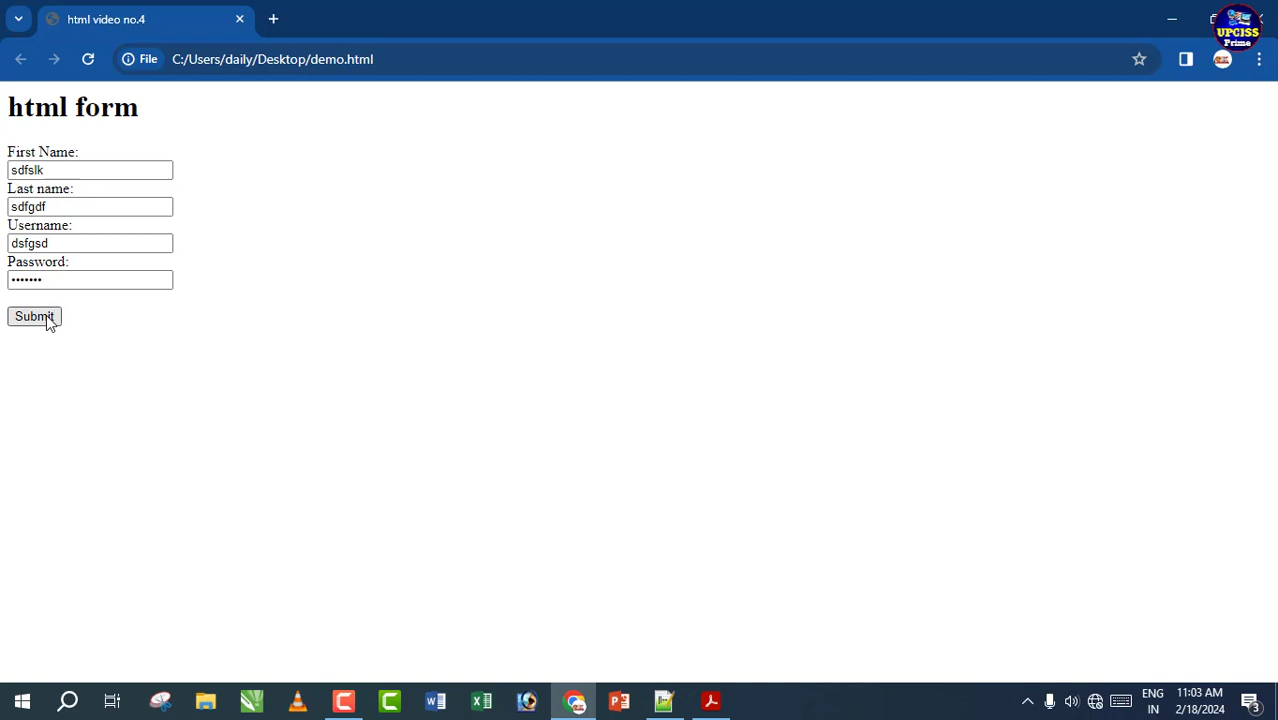 html video no.4
UPCISS
Prime
File
C:/Users/daily/Desktop/demo.html
html form
First Name:
sdfslk
Last name:
sdfgdf
Username:
dsfgsd
Password:
•••••••
Submit
ENG
IN
11:03 AM
2/18/2024
3